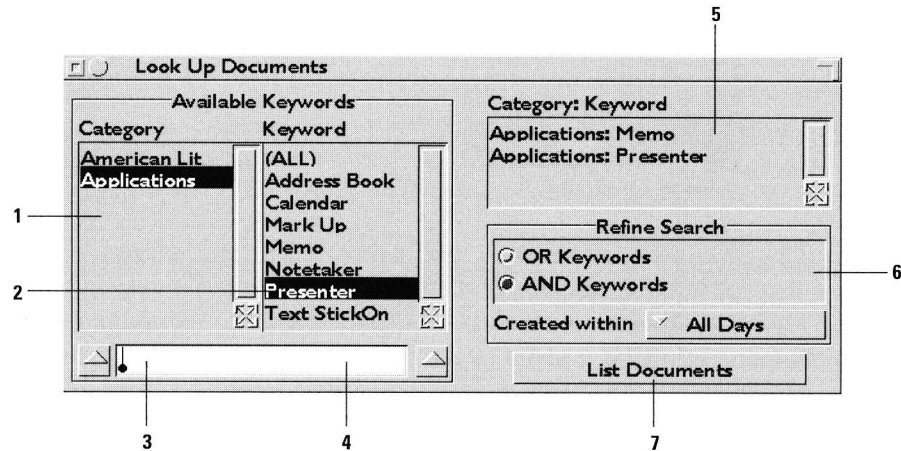 5
Look Up Documents
Available Keywords
Category Keyword
American Lit
Applications
(ALL)
Address Book
Calendar
Mark Up
Memo
Notetaker
Presenter
Text StickOn
Category: Keyword
Applications: Memo
Applications: Presenter
Refine Search
OR Keywords
AND Keywords
Created within All Days
List Documents
1
2
6
3
4
7